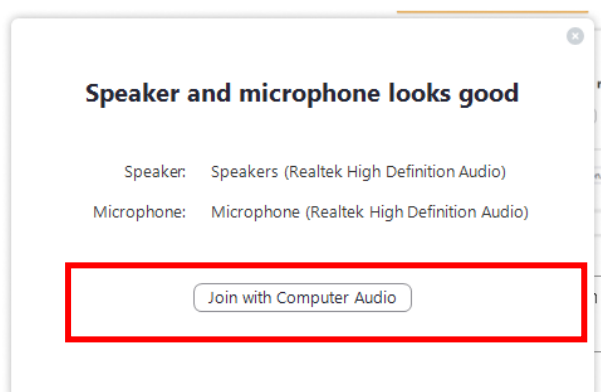 Speaker and microphone looks good
Speaker: Speakers (Realtek High Definition Audio)
Microphone: Microphone (Realtek High Definition Audio)
Join with Computer Audio